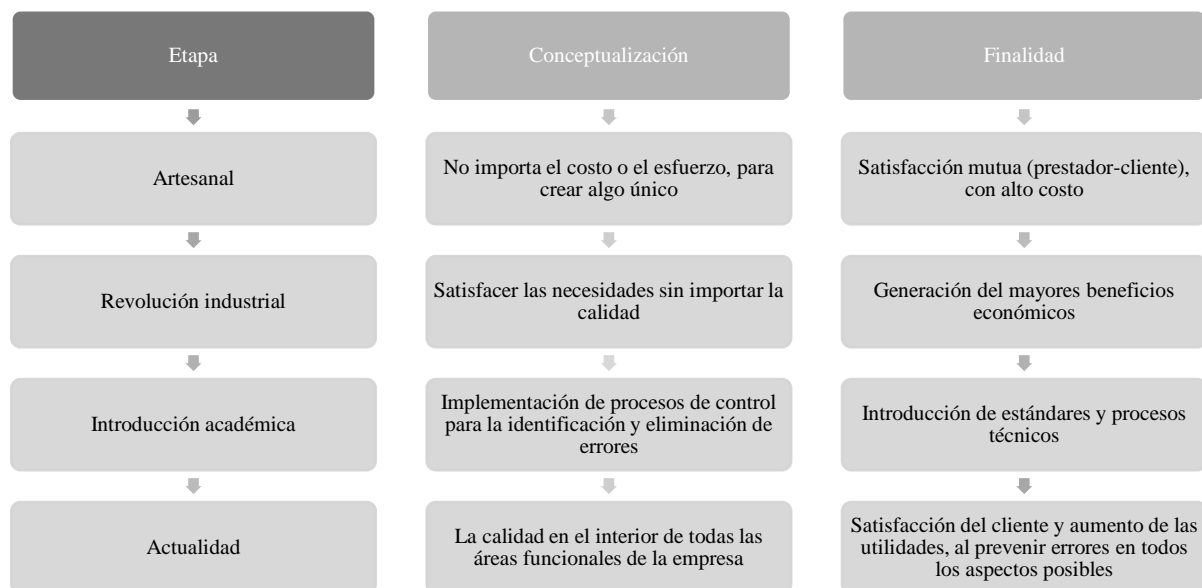 Etapa
Conceptualización
Finalidad
Artesanal
No importa el costo o el esfuerzo, para
crear algo único
Satisfacción mutua (prestador-cliente),
con alto costo
Revolución industrial
Satisfacer las necesidades sin importar la
calidad
Generación del mayores beneficios
económicos
Introducción académica
Implementación de procesos de control
para la identificación y eliminación de
errores
Introducción de estándares y procesos
técnicos
Actualidad
La calidad en el interior de todas las
áreas funcionales de la empresa
Satisfacción del cliente y aumento de las
utilidades, al prevenir errores en todos
los aspectos posibles